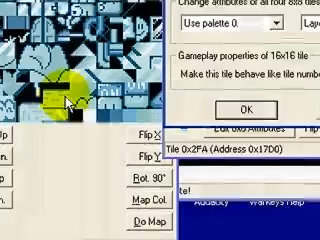 Change attributes of all four 8x8 tiles
Use palette 0.
Gameplay properties of 16x16 tile
Make this tile behave like tile numbe
OK
Flip X
Edit 8x8 Attributes
Flip
Tile 0x2FA (Address 0x17D0)
Flip Y
Rot. 90°
Map Col.
Do Map
te!
Audacity